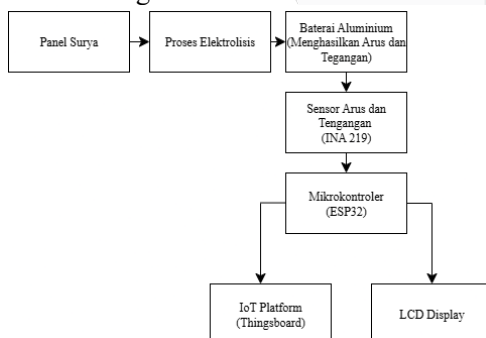 Panel Surya
Proses Elektrolisis
Baterai Aluminium
(Menghasilkan Arus dan
Tegangan)
Sensor Arus dan
Tengangan
(INA 219)
Mikrokontroler
(ESP32)
IoT Platform
(Thingsboard)
LCD Display